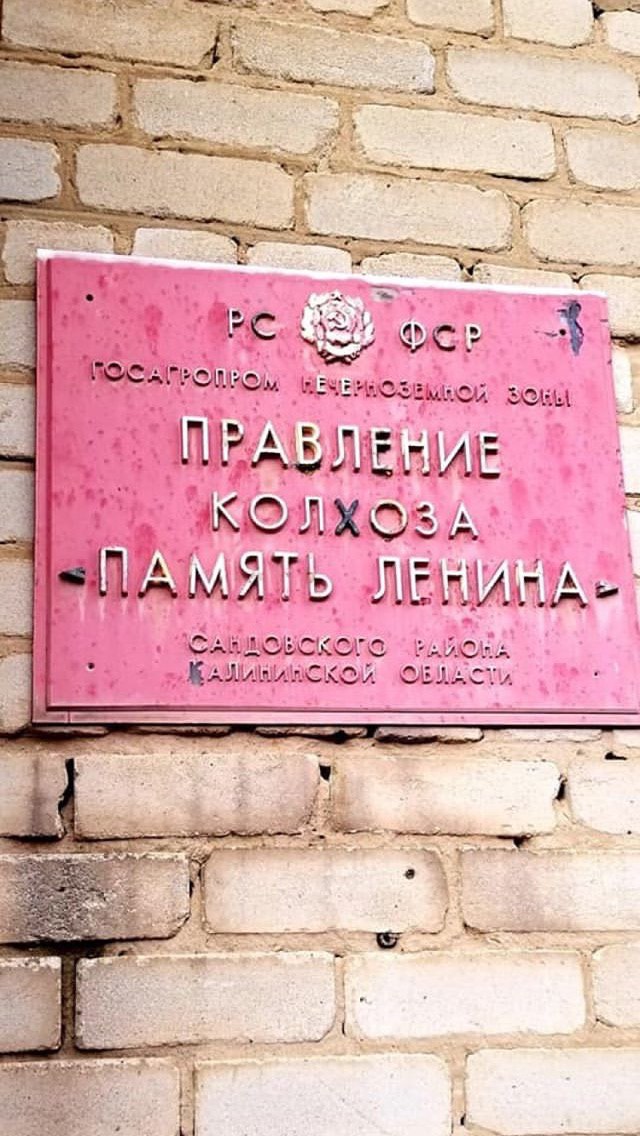 РС ФСР
ГОСАГРОПРОМ НЕЧЕРНОЗЕМНОЙ ЗОНЫ
ПРАВЛЕНИЕ
КОЛХОЗА
ПАМЯТЬ ЛЕНИНА
САНДОВСКОГО РАЙОНА
КАЛИНИНСКОЙ ОБЛАСТИ